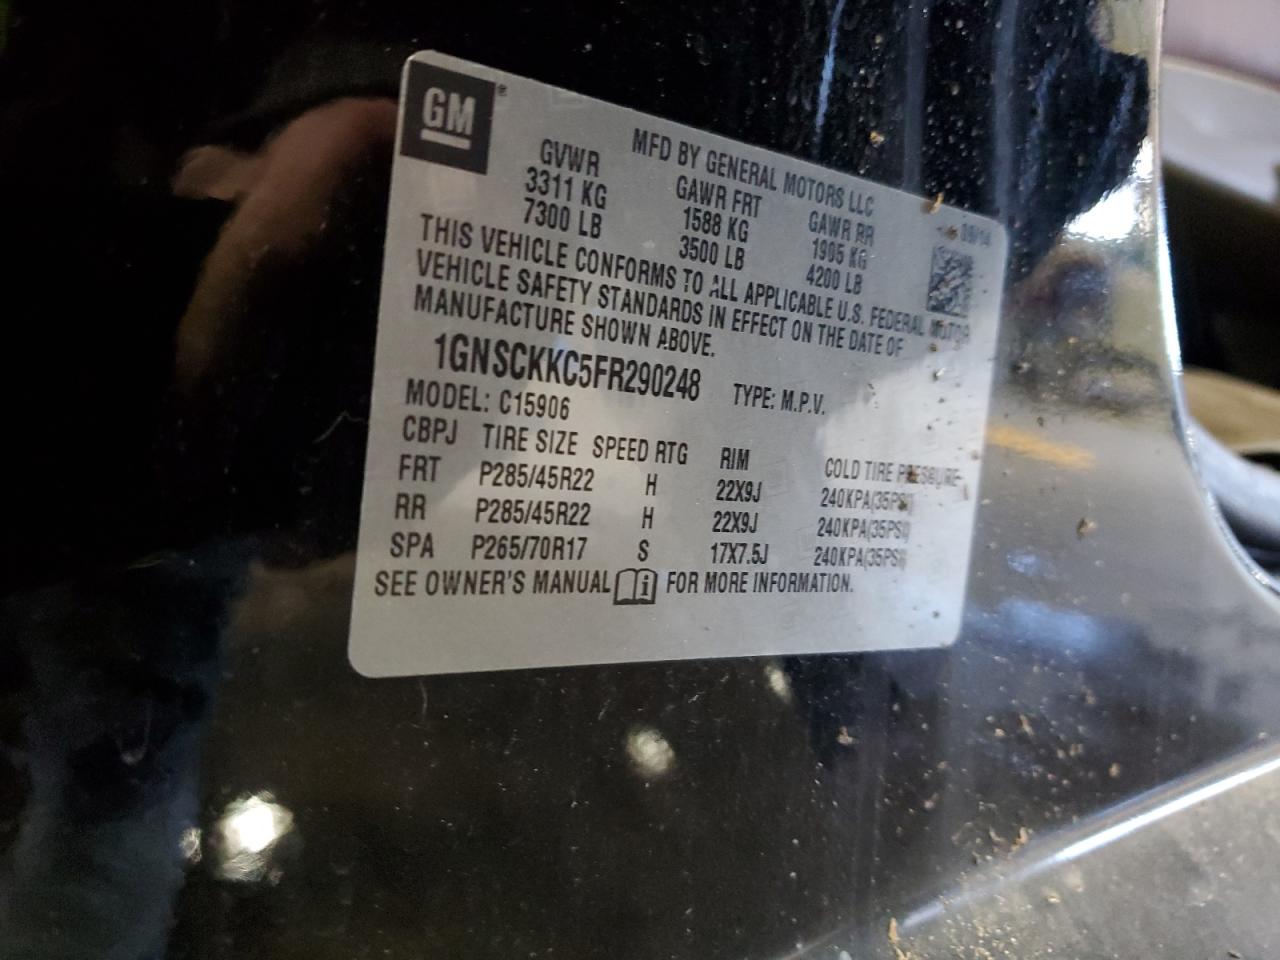 GM®
MFD BY GENERAL MOTORS LLC
GVWR GAWR FRT GAWR RR
3311 KG 1588 KG 1905 KG
7300 LB 3500 LB 4200 LB
THIS VEHICLE CONFORMS TO ALL APPLICABLE U.S. FEDERAL MOTOR
VEHICLE SAFETY STANDARDS IN EFFECT ON THE DATE OF
MANUFACTURE SHOWN ABOVE.
1GNSCKKC5FR290248 TYPE: M.P.V.
MODEL: C15906
CBPJ TIRE SIZE SPEED RTG RIM COLD TIRE PRESSURE
FRT P285/45R22 H 22X9J 240KPA(35PSI)
RR P285/45R22 H 22X9J 240KPA(35PSI)
SPA P265/70R17 S 17X7.5J 240KPA(35PSI)
SEE OWNER'S MANUAL i FOR MORE INFORMATION.